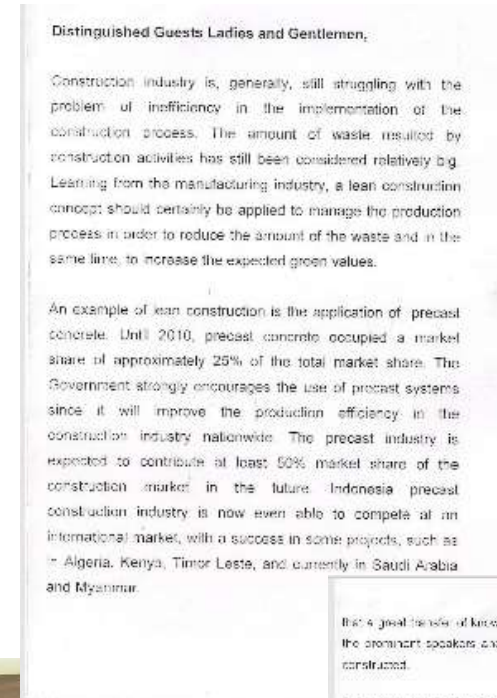 Distinguished Guests Ladies and Gentlemen,
Construction industry is, generally, still struggling with the
problem of inefficiency in the implementation of the
construction process. The amount of waste resulted by
construction activities has still been considered relatively big.
Learning from the manufacturing industry, a lean construction
concept should certainly be applied to manage the production
process in order to reduce the amount of the waste and in the
same time, to increase the expected green values.
An example of lean construction is the application of precast
concrete. Until 2010, precast concrete occupied a market
share of approximately 25% of the total market share. The
Government strongly encourages the use of precast systems
since it will improve the production efficiency in the
construction industry nationwide. The precast industry is
expected to contribute at least 50% market share of the
construction market in the future. Indonesia precast
construction industry is now even able to compete at an
international market, with a success in some projects, such as
in Algeria, Kenya, Timor Leste, and currently in Saudi Arabia
and Myanmar.
that a great transfer of
the prominent speakers and
constructed.